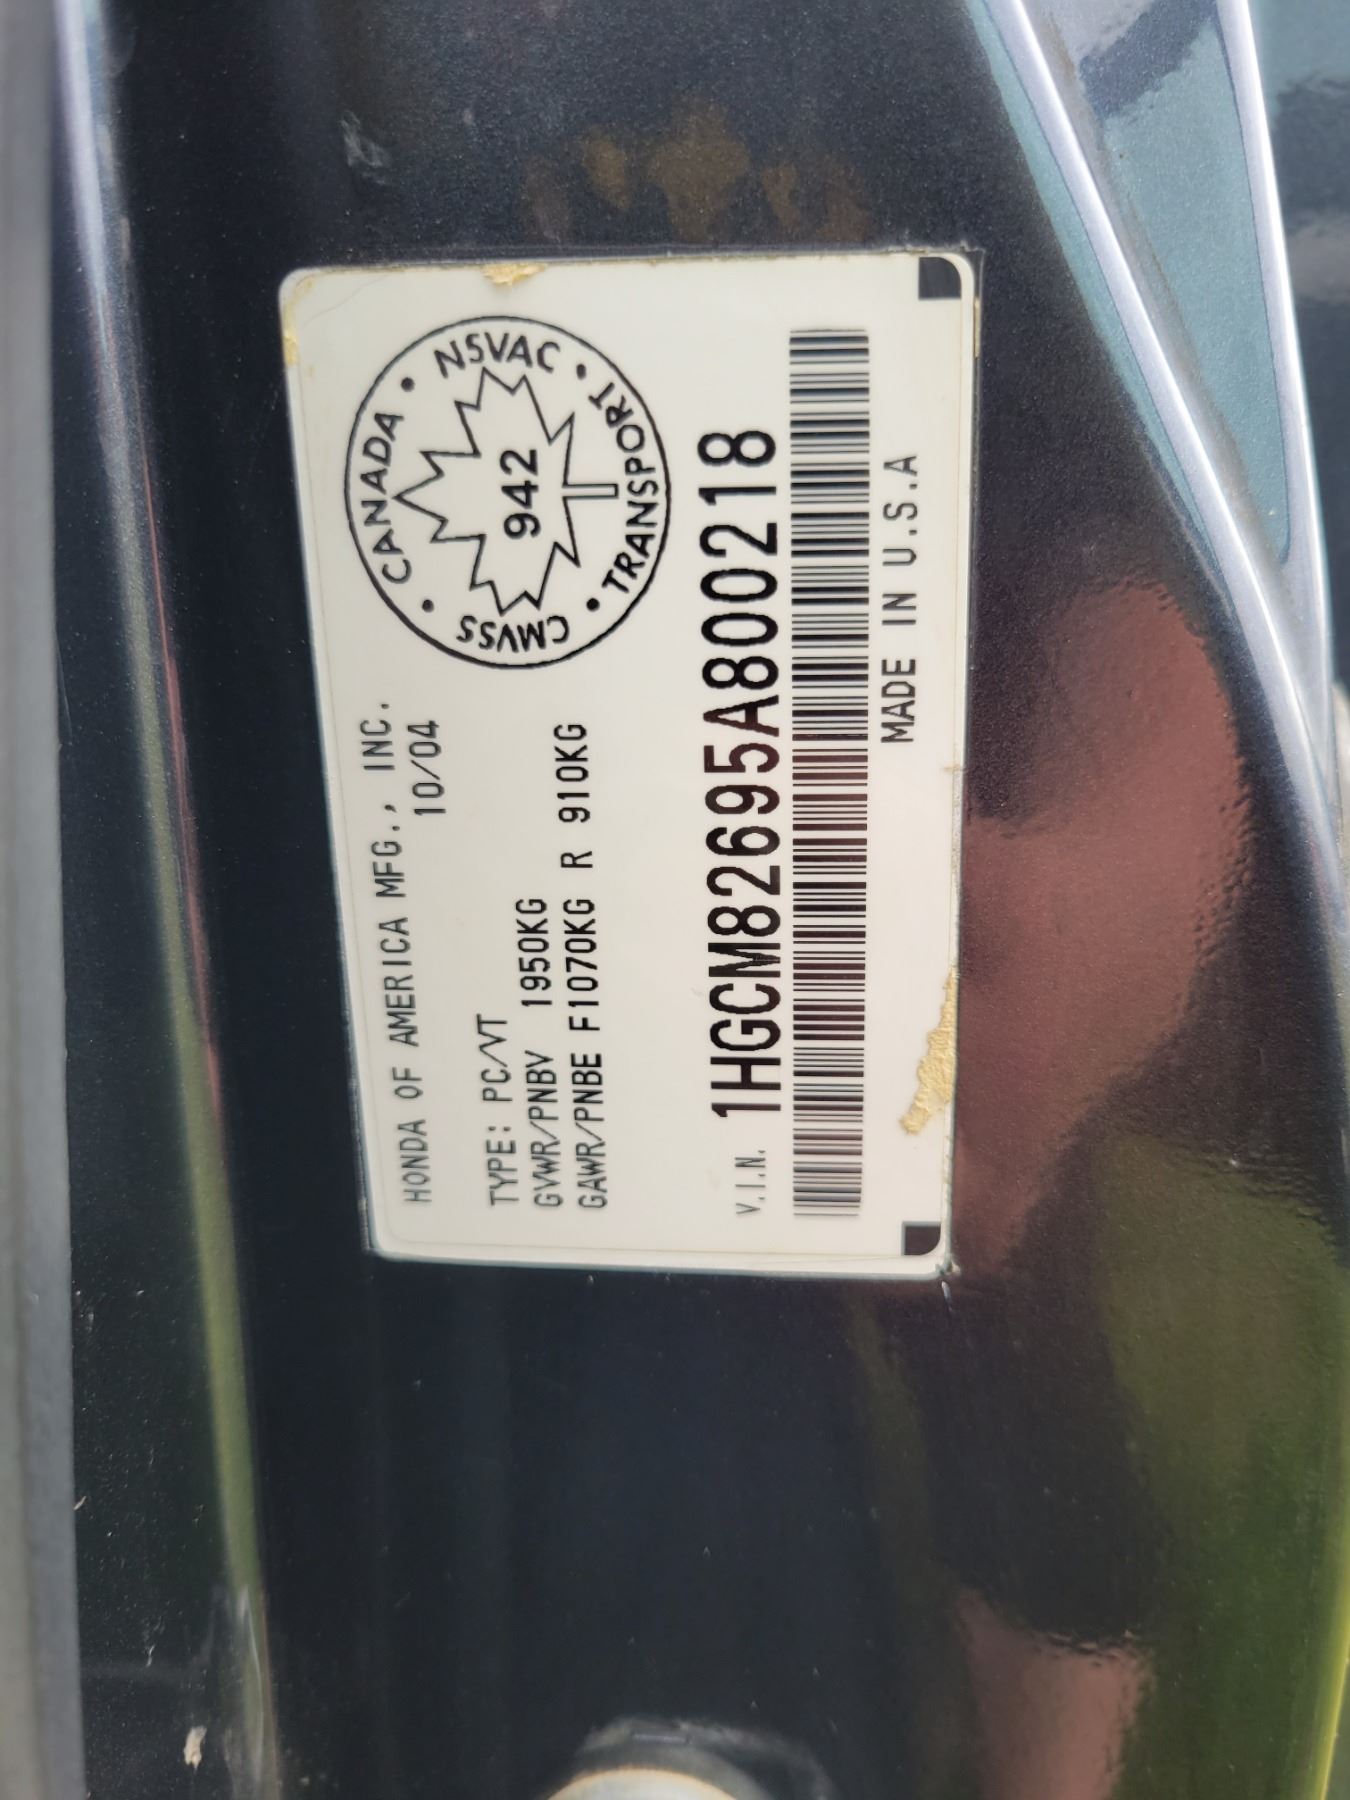 HONDA OF AMERICA MFG., INC.
10/04
TYPE: PC/VT
GVWR/PNBV 1950KG
GAWR/PNBE F1070KG R 910KG
CANADA • NSVAC • TRANSPORT • CMVSS •
942
V.I.N. 1HGCM82695A800218
MADE IN U.S.A